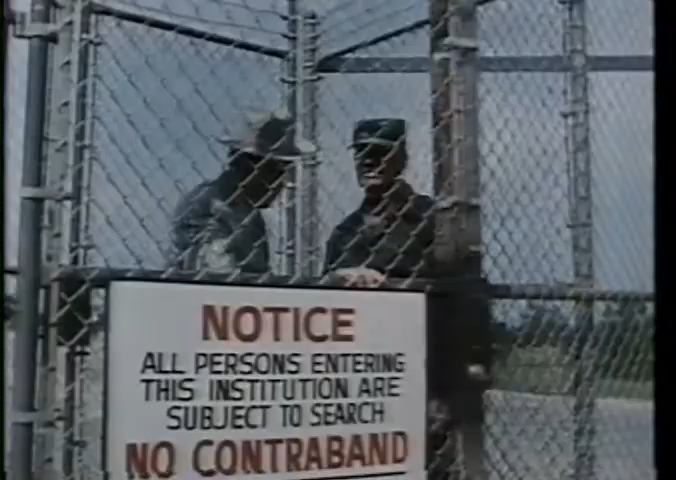 NOTICE
ALL PERSONS ENTERING
THIS INSTITUTION ARE
SUBJECT TO SEARCH
NO CONTRABAND